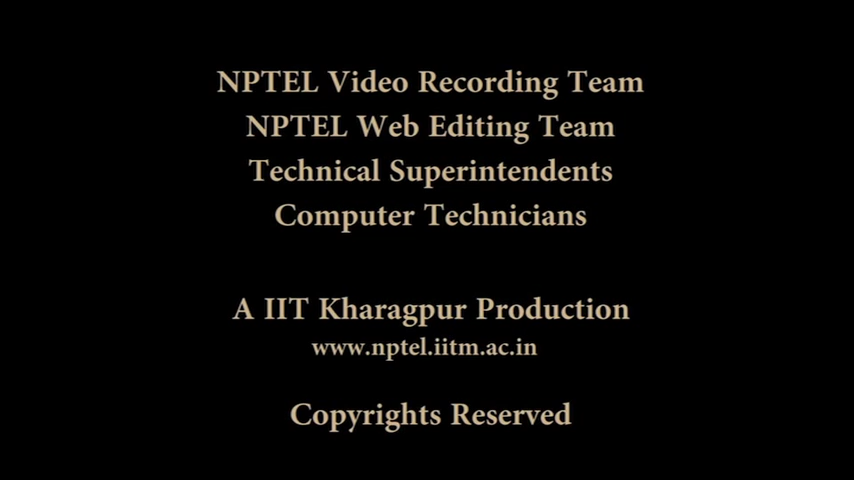 NPTEL Video Recording Team
NPTEL Web Editing Team
Technical Superintendents
Computer Technicians
A IIT Kharagpur Production
www.nptel.iitm.ac.in
Copyrights Reserved